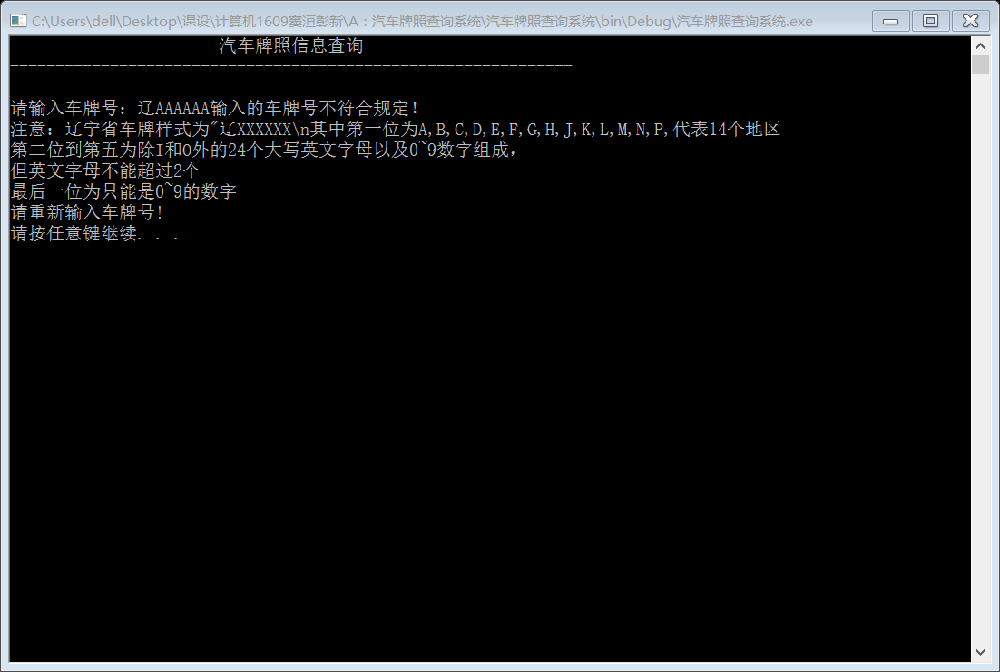 C:\Users\dell\Desktop\课设\计算机1609窦洹彰新\A：汽车牌照查询系统\汽车牌照查询系统\bin\Debug\汽车牌照查询系统.exe
汽车牌照信息查询
--------------------------------------------------------------
请输入车牌号：辽AAAAAA输入的车牌号不符合规定！
注意：辽宁省车牌样式为"辽XXXXXX\n其中第一位为A,B,C,D,E,F,G,H,J,K,L,M,N,P,代表14个地区
第二位到第五为除I和O外的24个大写英文字母以及0~9数字组成，
但英文字母不能超过2个
最后一位为只能是0~9的数字
请重新输入车牌号!
请按任意键继续. . .